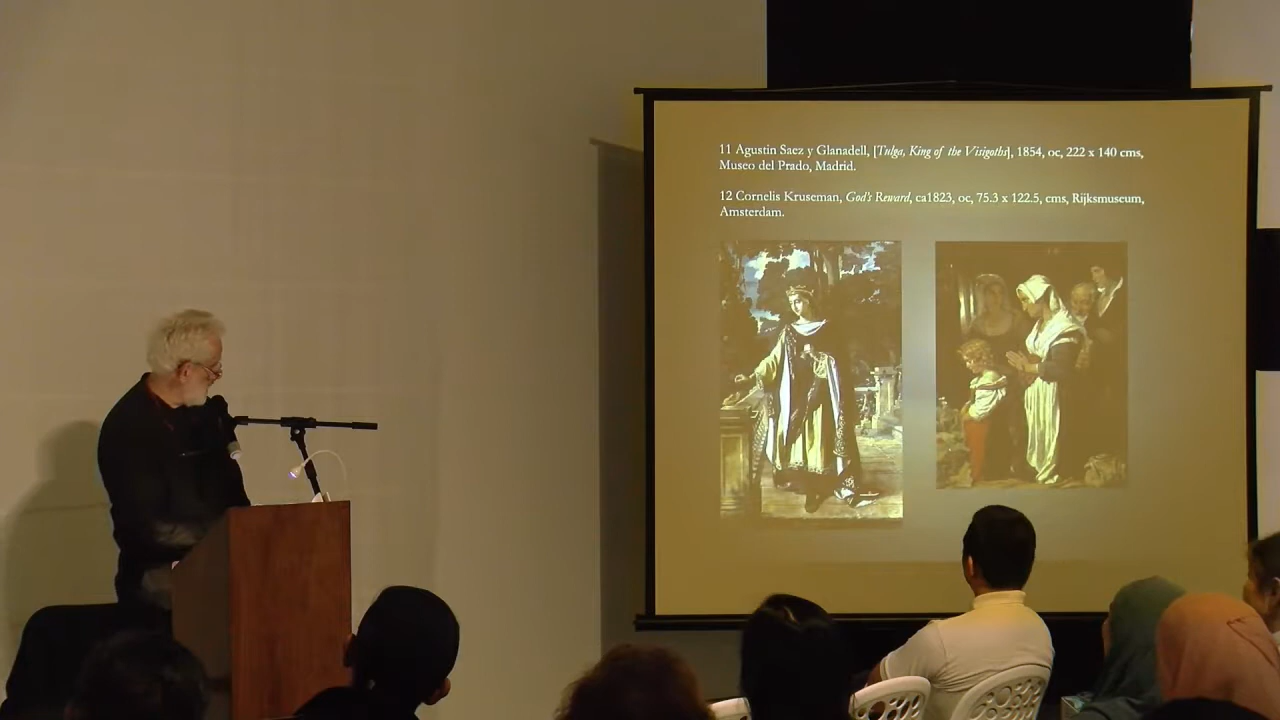 11 Agustin Saez y Glanadell, [Tulga, King of the Visigoths], 1854, oc, 222 x 140 cms,
Museo del Prado, Madrid.
12 Cornelis Kruseman, God's Reward, ca1823, oc, 75.3 x 122.5, cms, Rijksmuseum,
Amsterdam.